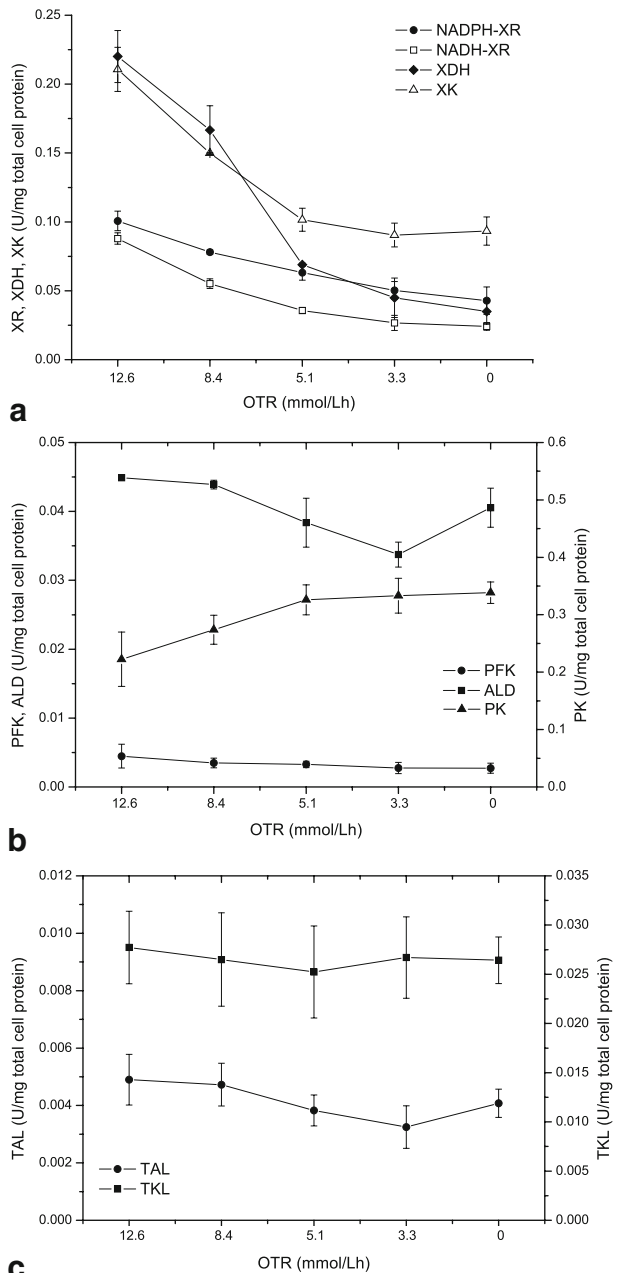 0.25
0.20
0.15
0.10
0.05
0.00
XR, XDH, XK (U/mg total cell protein)
NADPH-XR
NADH-XR
XDH
XK
12.6 8.4 5.1 3.3 0
OTR (mmol/Lh)
a
0.05
0.04
0.03
0.02
0.01
0.00
PFK, ALD (U/mg total cell protein)
0.6
0.5
0.4
0.3
0.2
0.1
0.0
PK (U/mg total cell protein)
PFK
ALD
PK
12.6 8.4 5.1 3.3 0
OTR (mmol/Lh)
b
0.012
0.010
0.008
0.006
0.004
0.002
0.000
TAL (U/mg total cell protein)
0.035
0.030
0.025
0.020
0.015
0.010
0.005
0.000
TKL (U/mg total cell protein)
TAL
TKL
12.6 8.4 5.1 3.3 0
OTR (mmol/Lh)
c